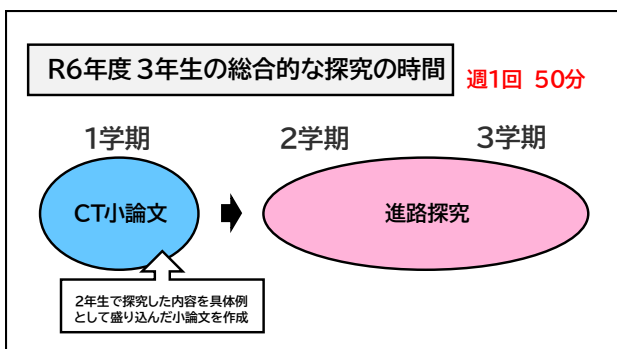 R6年度 3年生の総合的な探究の時間
週1回 50分
1学期
2学期
3学期
CT小論文
進路探究
2年生で探究した内容を具体例
として盛り込んだ小論文を作成